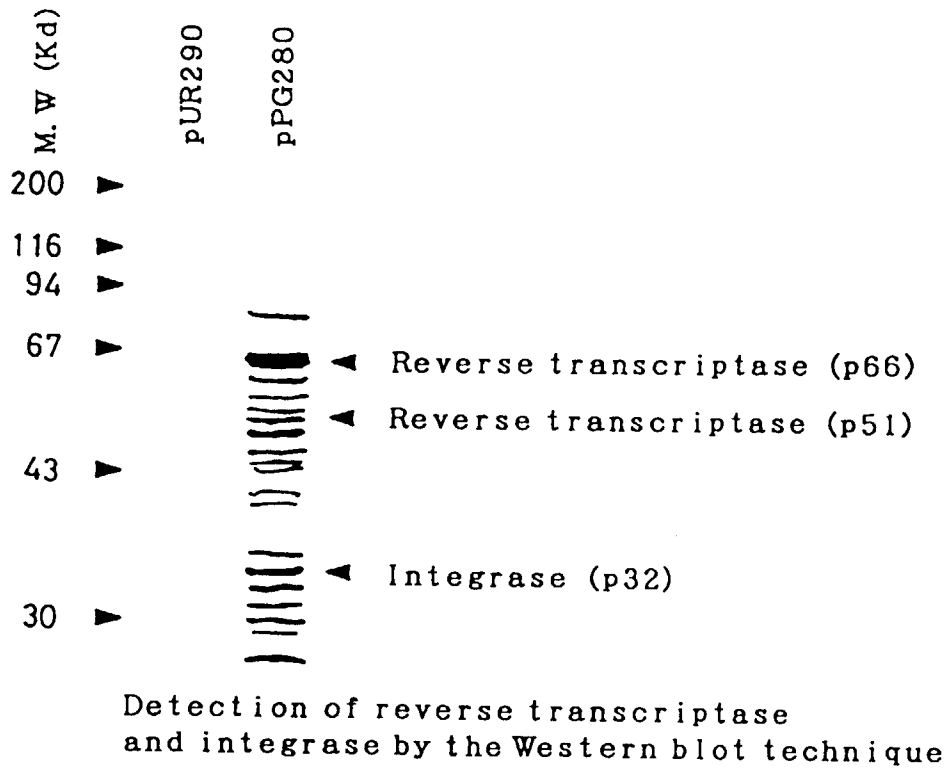 M.W (Kd)
pUR290
pPG280
200
116
94
67
Reverse transcriptase (p66)
Reverse transcriptase (p51)
43
Integrase (p32)
30
Detection of reverse transcriptase
and integrase by the Western blot technique